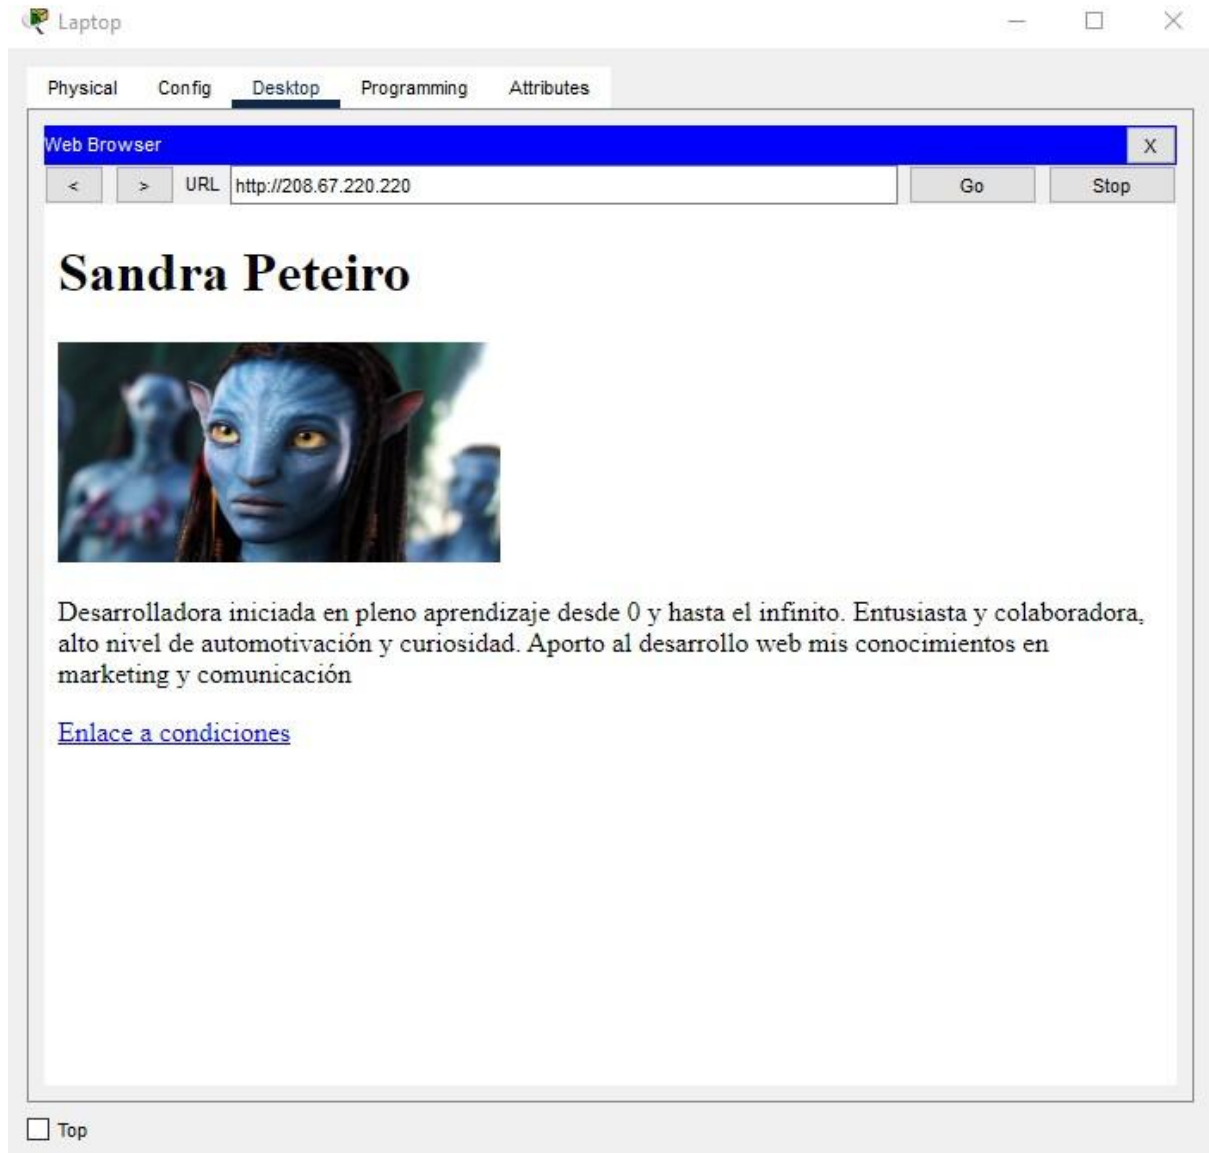 Laptop
Physical Config Desktop Programming Attributes
Web Browser X
< > URL http://208.67.220.220 Go Stop
Sandra Peteiro
Desarrolladora iniciada en pleno aprendizaje desde 0 y hasta el infinito. Entusiasta y colaboradora,
alto nivel de automotivación y curiosidad. Aporto al desarrollo web mis conocimientos en
marketing y comunicación
Enlace a condiciones
Top